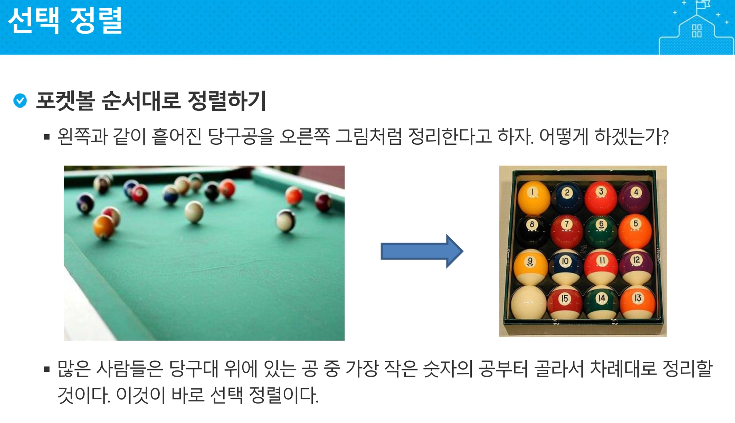 선택 정렬
포켓볼 순서대로 정렬하기
왼쪽과 같이 흩어진 당구공을 오른쪽 그림처럼 정리한다고 하자. 어떻게 하겠는가?
1 2 3 4
8 7 6 5
9 10 11 12
15 14 13
많은 사람들은 당구대 위에 있는 공 중 가장 작은 숫자의 공부터 골라서 차례대로 정리할
것이다. 이것이 바로 선택 정렬이다.